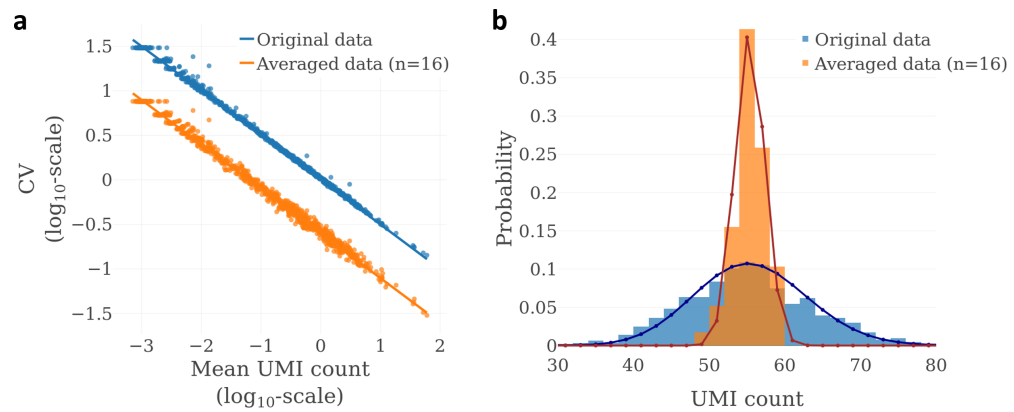 a
1.5
1
0.5
0
−0.5
−1
−1.5
CV
(log10-scale)
Original data
Averaged data (n=16)
−3
−2
−1
0
1
2
Mean UMI count
(log10-scale)
b
0.4
0.35
0.3
0.25
0.2
0.15
0.1
0.05
0
Probability
Original data
Averaged data (n=16)
30
40
50
60
70
80
UMI count